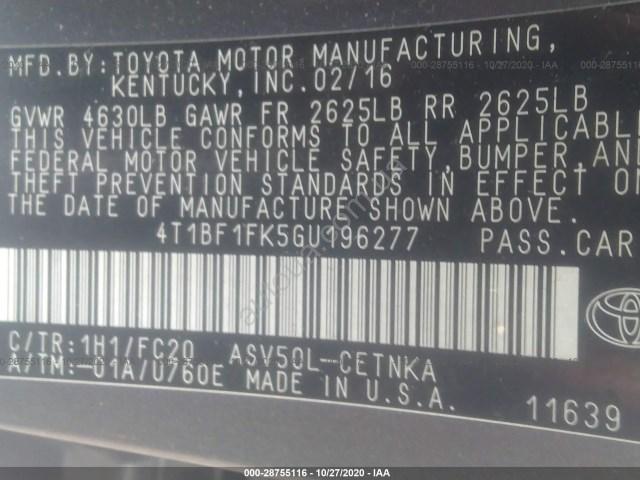 000-28755116 - 10/27/2020 - IAA
MFD.BY:TOYOTA MOTOR MANUFACTURING,
KENTUCKY,INC.02/16
GVWR 4630LB GAWR FR 2625LB RR 2625LB
THIS VEHICLE CONFORMS TO ALL APPLICABLE
FEDERAL MOTOR VEHICLE SAFETY,BUMPER,AND
THEFT PREVENTION STANDARDS IN EFFECT ON
THE DATE OF MANUFACTURE SHOWN ABOVE.
PASS.CAR
C/TR:1H1/FC20 ASV50L-CETNKA
A/TM:-01A/U760E MADE IN U.S.A.
11639
000-28755116 - 10/27/2020 - IAA